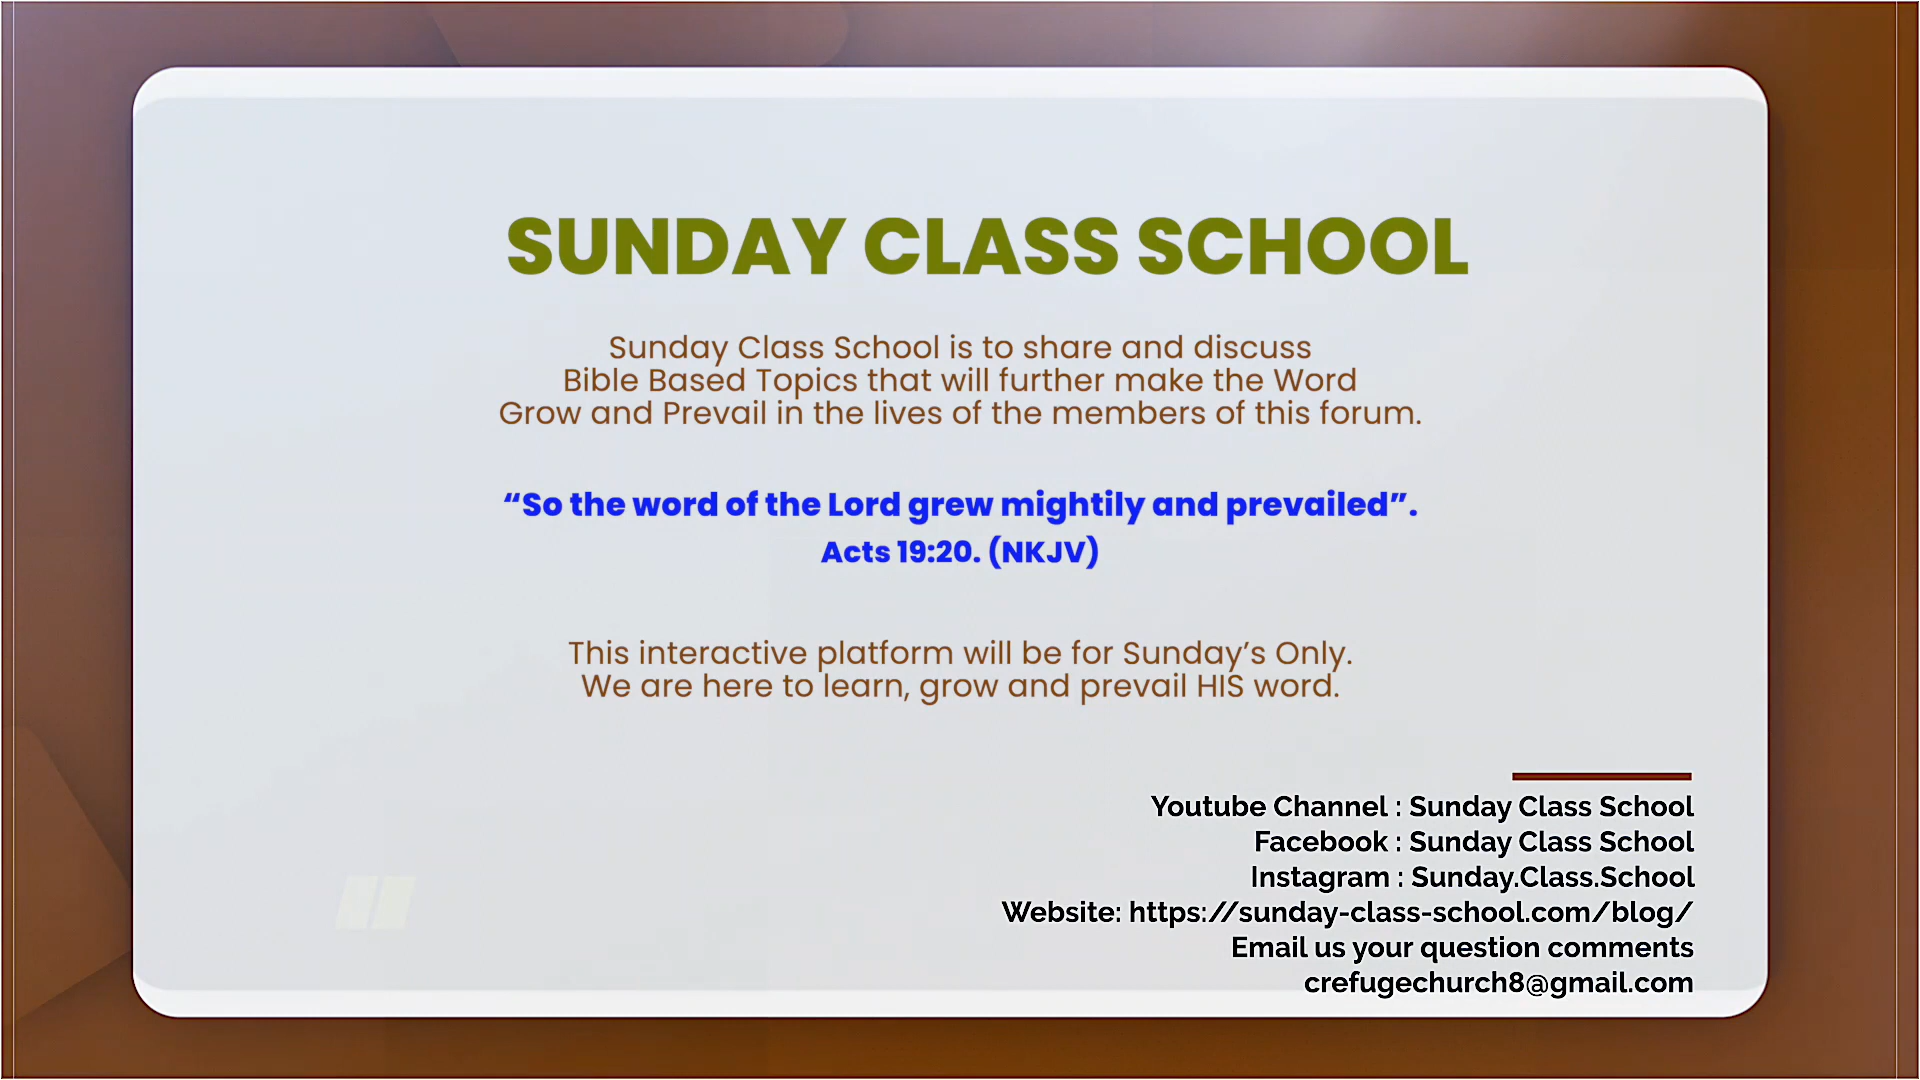 SUNDAY CLASS SCHOOL
Sunday Class School is to share and discuss
Bible Based Topics that will further make the Word
Grow and Prevail in the lives of the members of this forum.
“So the word of the Lord grew mightily and prevailed”.
Acts 19:20. (NKJV)
This interactive platform will be for Sunday’s Only.
We are here to learn, grow and prevail HIS word.
Youtube Channel : Sunday Class School
Facebook : Sunday Class School
Instagram : Sunday.Class.School
Website: https://sunday-class-school.com/blog/
Email us your question comments
crefugechurch8@gmail.com